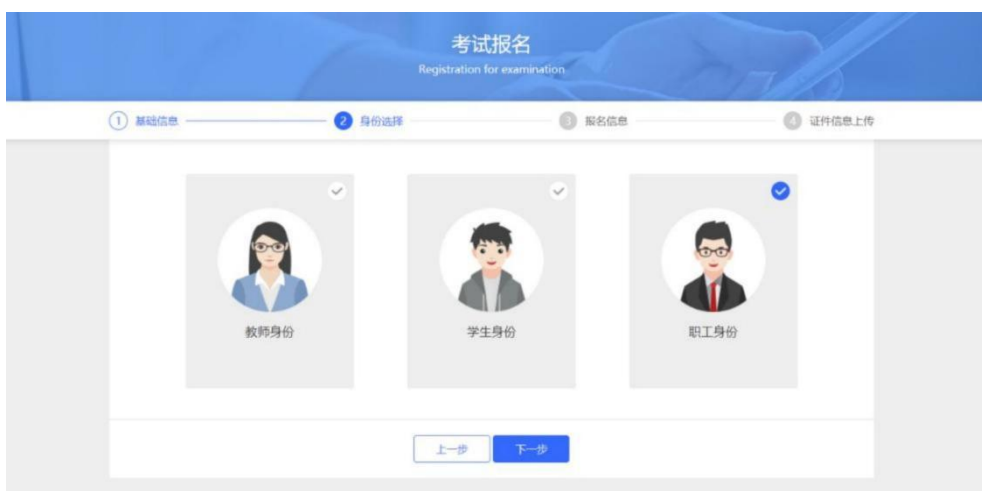 考试报名
Registration for examination
1 基础信息 2 身份选择 3 报名信息 4 证件信息上传
教师身份 学生身份 职工身份
上一步 下一步